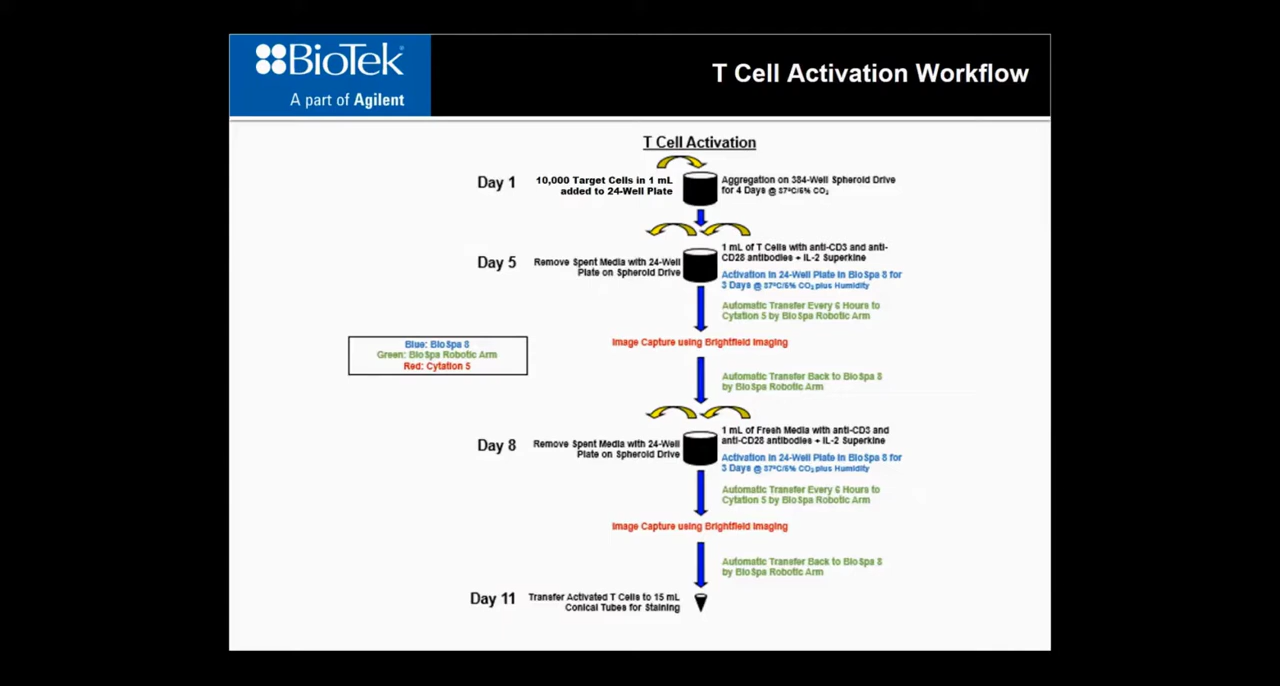 BioTek
A part of Agilent
T Cell Activation Workflow
T Cell Activation
Day 1
10,000 Target Cells in 1 mL
added to 24-Well Plate
Aggregation on 384-Well Spheroid Drive
for 4 Days @ 37ºC/5% CO₂
Day 5
Remove Spent Media with 24-Well
Plate on Spheroid Drive
1 mL of T Cells with anti-CD3 and anti-
CD28 antibodies + IL-2 Superkine
Activation in 24-Well Plate in BioSpa 8 for
3 Days @ 37ºC/5% CO₂ plus Humidity
Automatic Transfer Every 6 Hours to
Cytation 5 by BioSpa Robotic Arm
Blue: BioSpa 8
Green: BioSpa Robotic Arm
Red: Cytation 5
Image Capture using Brightfield Imaging
Automatic Transfer Back to BioSpa 8
by BioSpa Robotic Arm
Day 8
Remove Spent Media with 24-Well
Plate on Spheroid Drive
1 mL of Fresh Media with anti-CD3 and
anti-CD28 antibodies + IL-2 Superkine
Activation in 24-Well Plate in BioSpa 8 for
3 Days @ 37ºC/5% CO₂ plus Humidity
Automatic Transfer Every 6 Hours to
Cytation 5 by BioSpa Robotic Arm
Image Capture using Brightfield Imaging
Automatic Transfer Back to BioSpa 8
by BioSpa Robotic Arm
Day 11
Transfer Activated T Cells to 15 mL
Conical Tubes for Staining